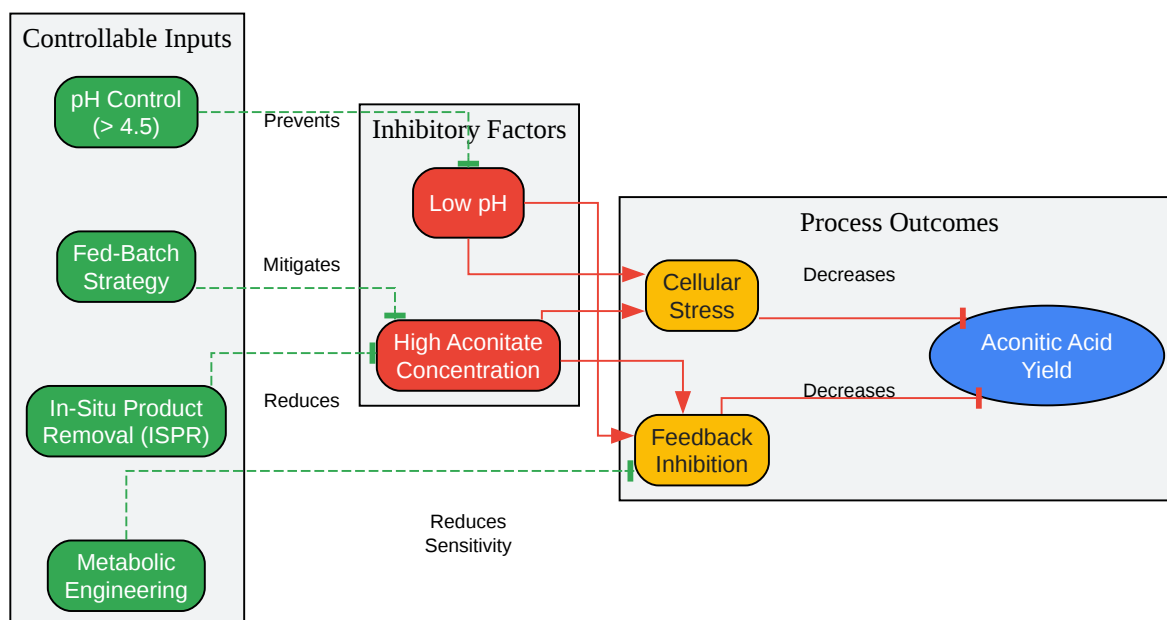 Controllable Inputs
pH Control
(> 4.5)
Prevents
Fed-Batch
Strategy
Mitigates
In-Situ Product
Removal (ISPR)
Reduces
Metabolic
Engineering
Reduces
Sensitivity
Inhibitory Factors
Low pH
High Aconitate
Concentration
Process Outcomes
Cellular
Stress
Decreases
Feedback
Inhibition
Decreases
Aconitic Acid
Yield